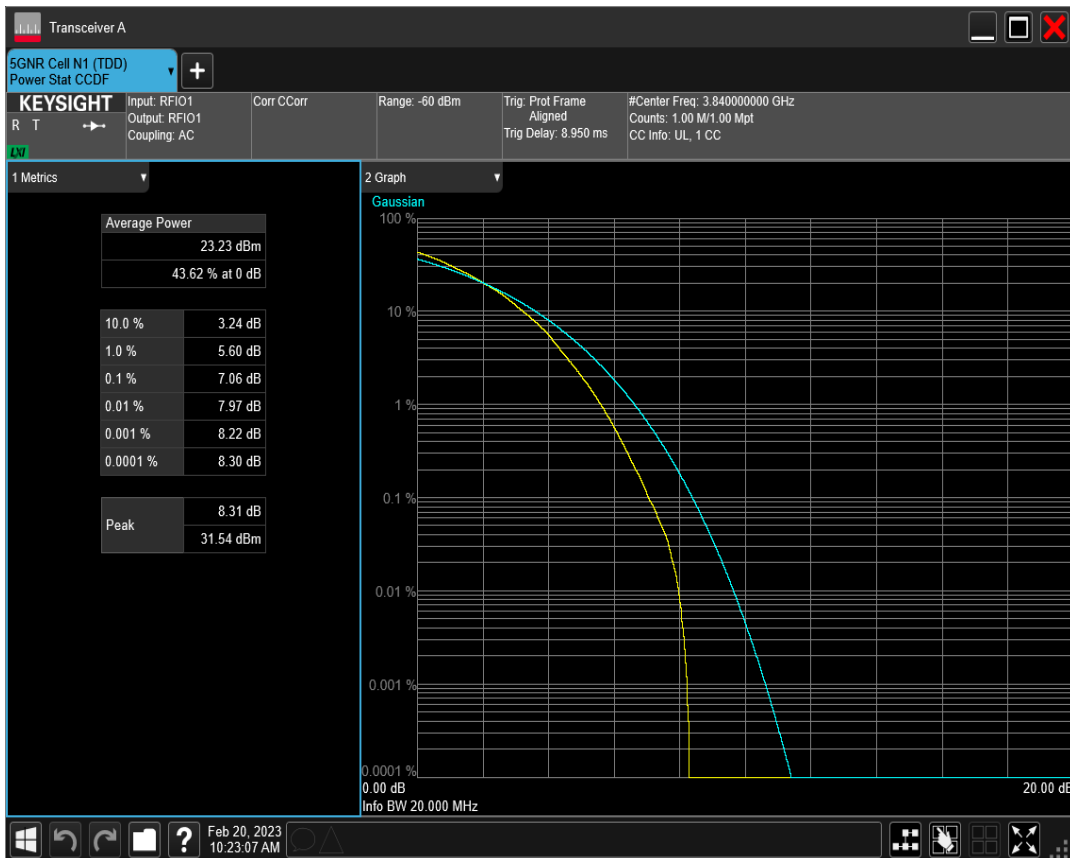 Transceiver A
5GNR Cell N1 (TDD)
Power Stat CCDF
+
KEYSIGHT
R T
LXI
Input: RFIO1
Output: RFIO1
Coupling: AC
Corr CCorr
Range: -60 dBm
Trig: Prot Frame
Aligned
Trig Delay: 8.950 ms
#Center Freq: 3.840000000 GHz
Counts: 1.00 M/1.00 Mpt
CC Info: UL, 1 CC
1 Metrics
Average Power
23.23 dBm
43.62 % at 0 dB
10.0 % 3.24 dB
1.0 % 5.60 dB
0.1 % 7.06 dB
0.01 % 7.97 dB
0.001 % 8.22 dB
0.0001 % 8.30 dB
Peak 8.31 dB
31.54 dBm
2 Graph
Gaussian
100 %
10 %
1 %
0.1 %
0.01 %
0.001 %
0.0001 %
0.00 dB 20.00 dB
Info BW 20.000 MHz
? Feb 20, 2023
10:23:07 AM